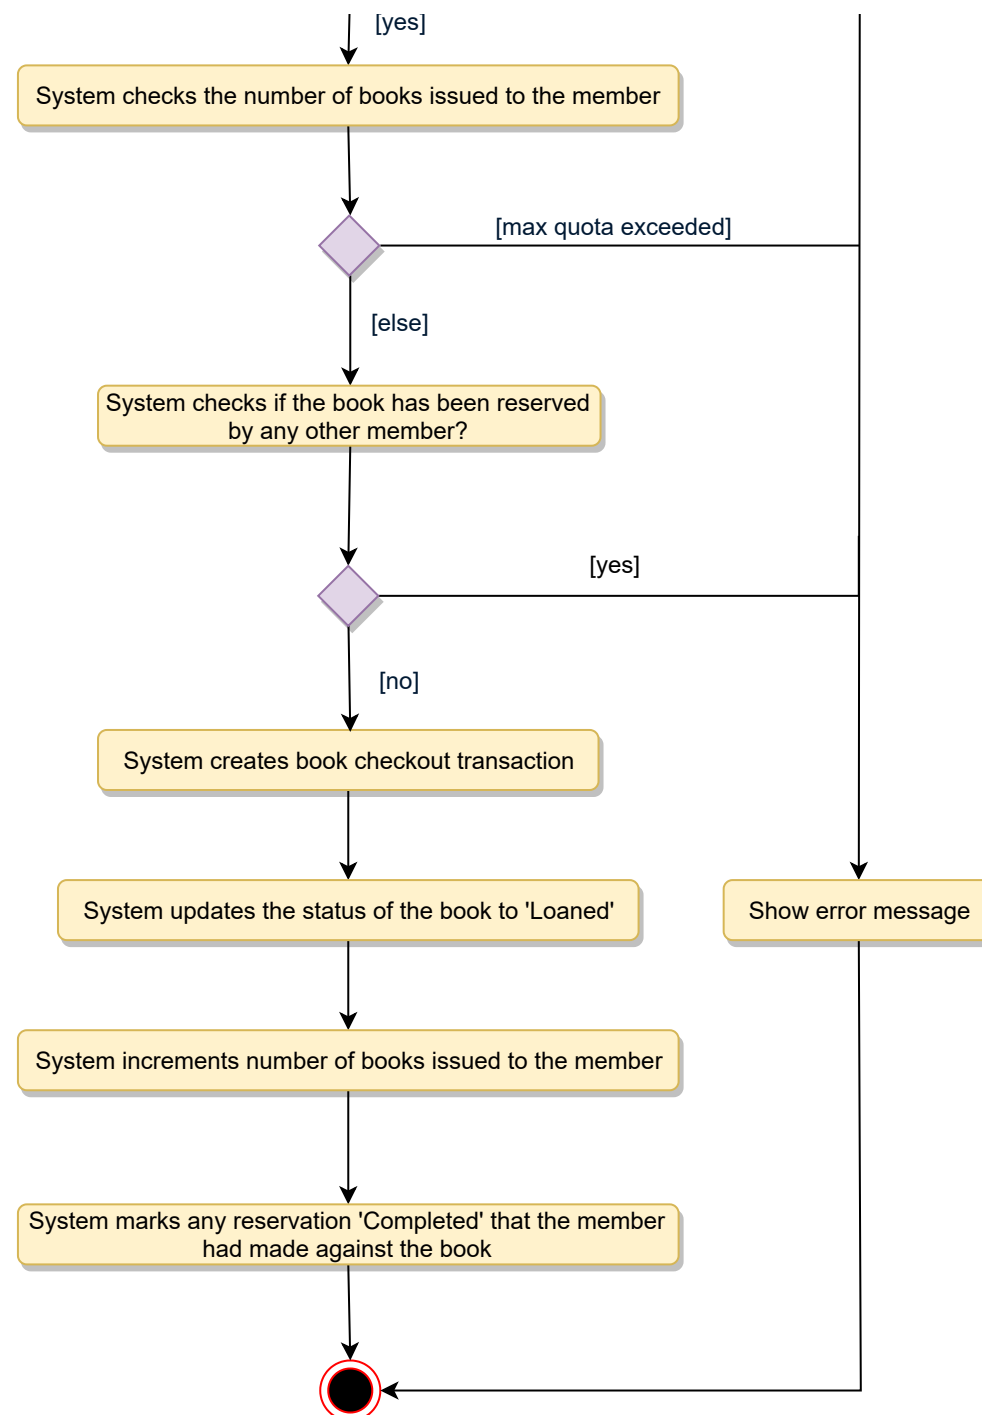 [yes]
System checks the number of books issued to the member
[max quota exceeded]
[else]
System checks if the book has been reserved
by any other member?
[yes]
[no]
System creates book checkout transaction
System updates the status of the book to 'Loaned'
Show error message
System increments number of books issued to the member
System marks any reservation 'Completed' that the member
had made against the book